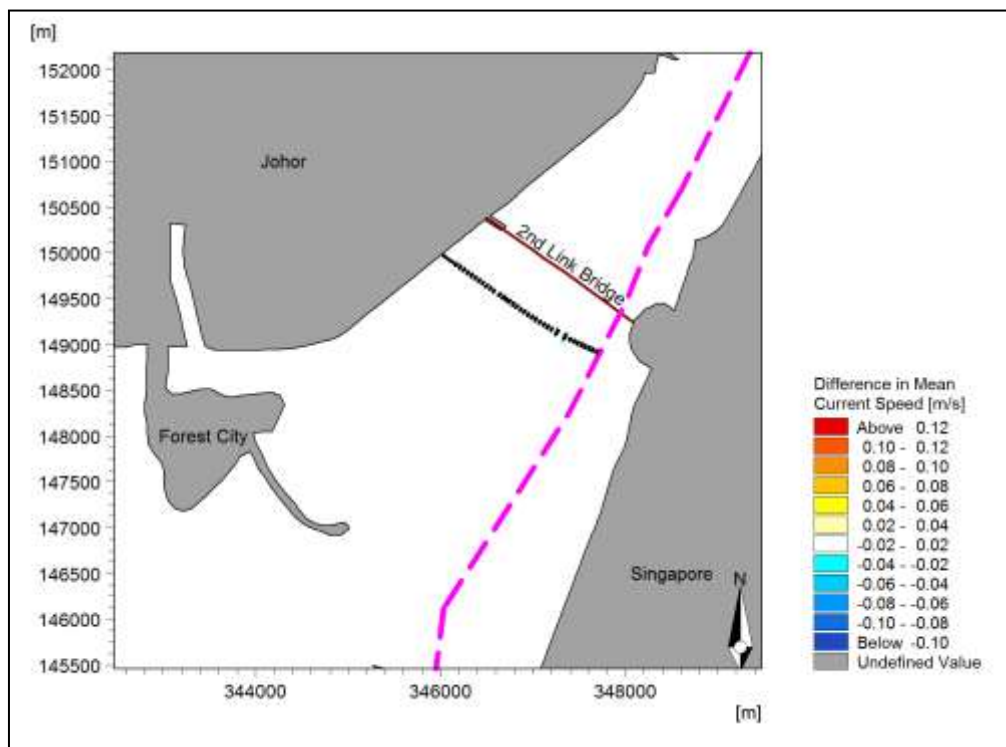 [m]
152000
151500
151000
150500
150000
149500
149000
148500
148000
147500
147000
146500
146000
145500
Johor
2nd Link Bridge
Forest City
Singapore
N
344000
346000
348000
[m]
Difference in Mean
Current Speed [m/s]
Above 0.12
0.10 - 0.12
0.08 - 0.10
0.06 - 0.08
0.04 - 0.06
0.02 - 0.04
-0.02 - 0.02
-0.04 - -0.02
-0.06 - -0.04
-0.08 - -0.06
-0.10 - -0.08
Below -0.10
Undefined Value